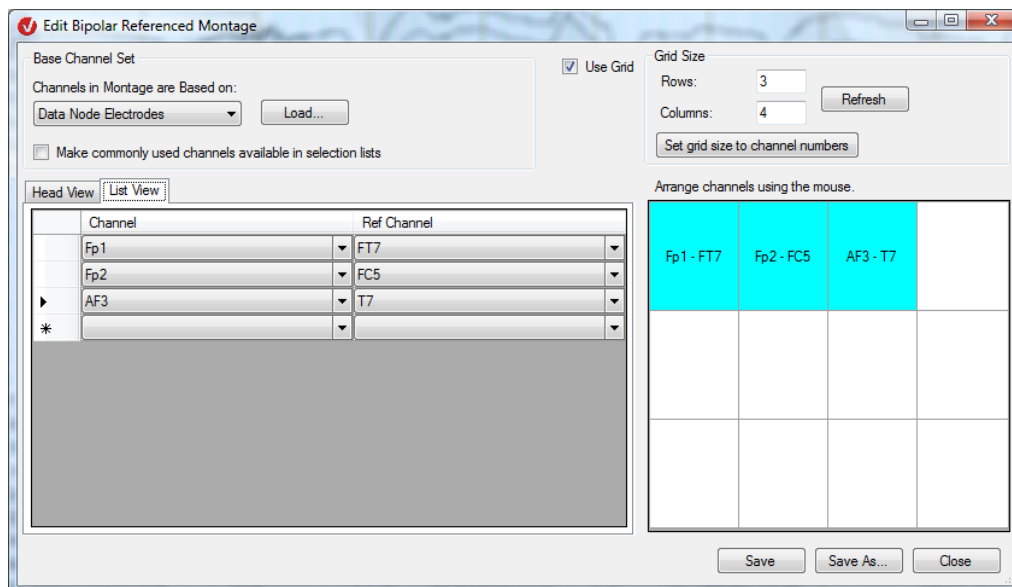 Edit Bipolar Referenced Montage
Base Channel Set
Channels in Montage are Based on:
Data Node Electrodes
Load...
Make commonly used channels available in selection lists
Use Grid
Grid Size
Rows: 3
Columns: 4
Refresh
Set grid size to channel numbers
Head View List View
Channel Ref Channel
Fp1 FT7
Fp2 FC5
AF3 T7
Arrange channels using the mouse.
Fp1 - FT7 Fp2 - FC5 AF3 - T7
Save Save As... Close